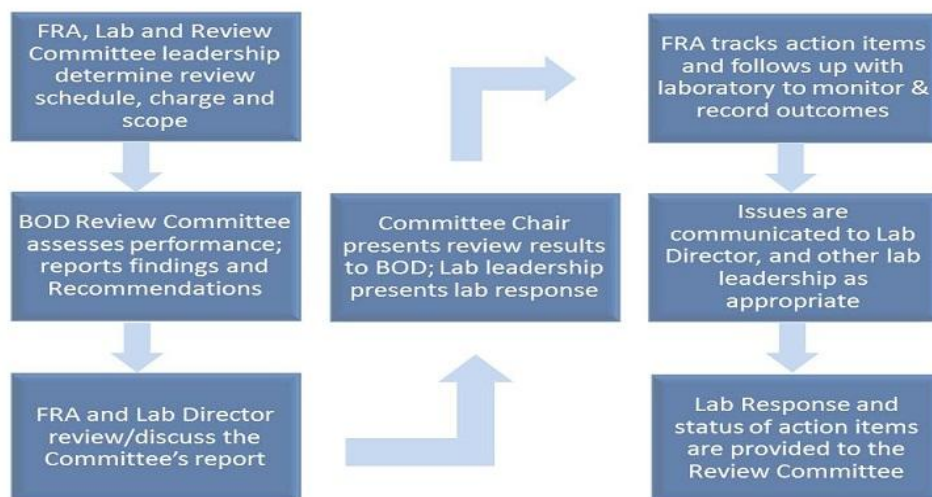 FRA, Lab and Review
Committee leadership
determine review
schedule, charge and
scope
BOD Review Committee
assesses performance;
reports findings and
Recommendations
FRA and Lab Director
review/discuss the
Committee's report
Committee Chair
presents review results
to BOD; Lab leadership
presents lab response
FRA tracks action items
and follows up with
laboratory to monitor &
record outcomes
Issues are
communicated to Lab
Director, and other lab
leadership as
appropriate
Lab Response and
status of action items
are provided to the
Review Committee